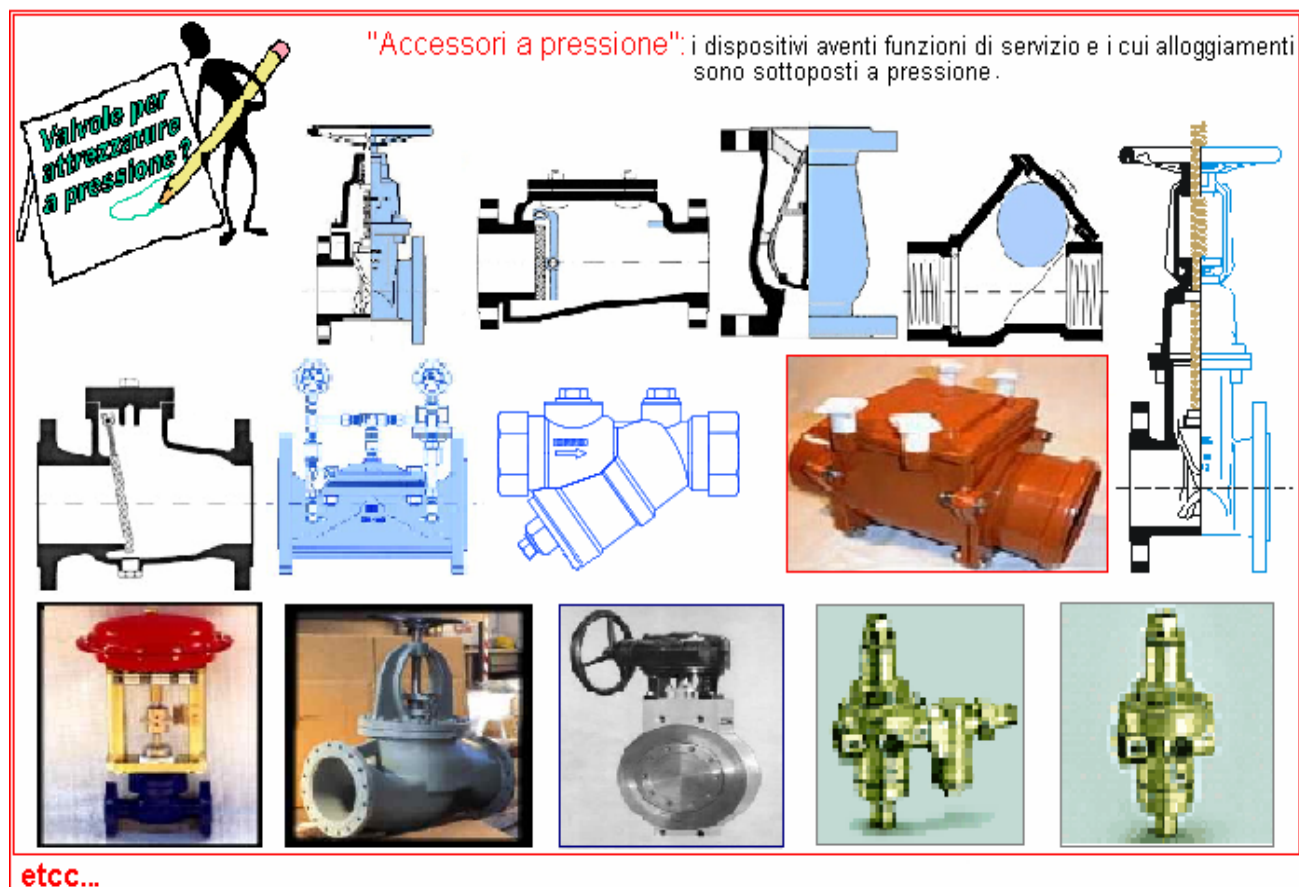 "Accessori a pressione": i dispositivi aventi funzioni di servizio e i cui alloggiamenti
sono sottoposti a pressione.
Valvole per
attrezzature
a pressione?
etcc...